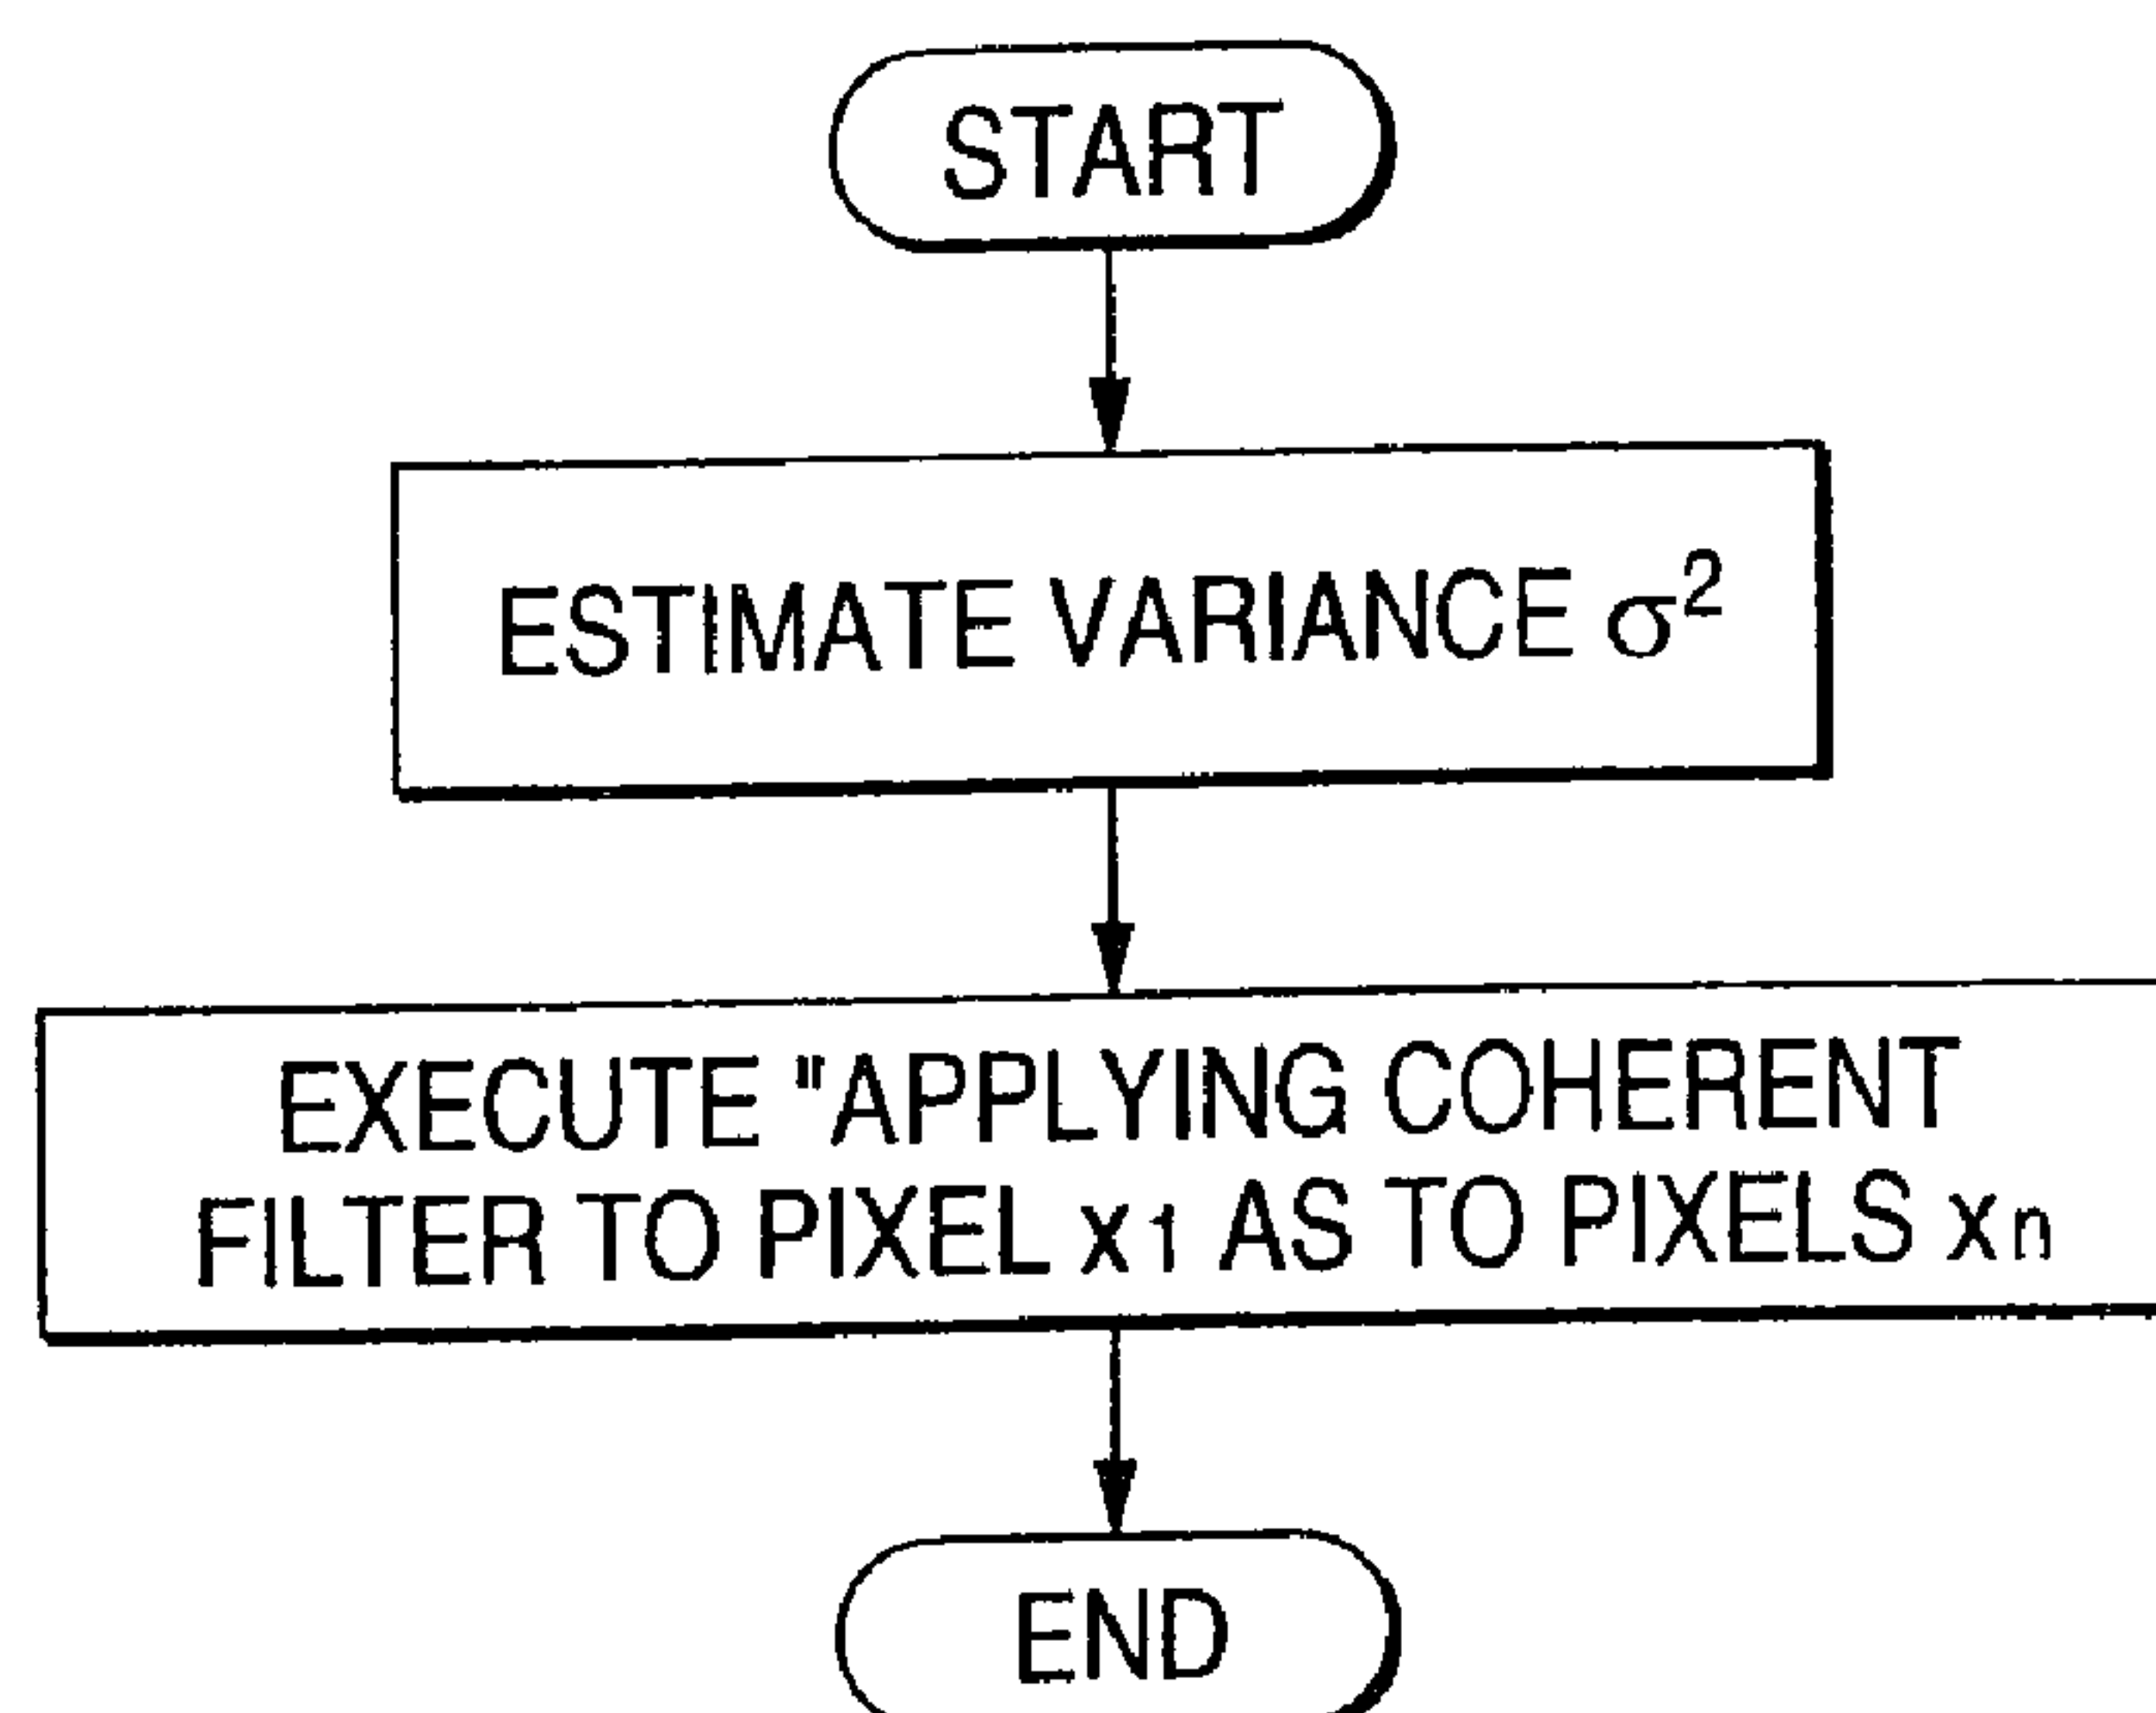 START
ESTIMATE VARIANCE σ²
EXECUTE "APPLYING COHERENT
FILTER TO PIXEL x1 AS TO PIXELS xn
END